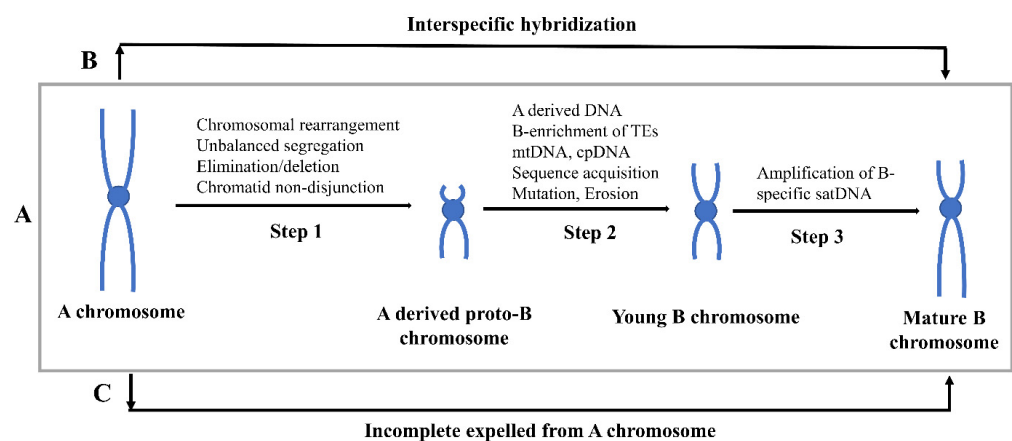 Interspecific hybridization
B
A
Chromosomal rearrangement
Unbalanced segregation
Elimination/deletion
Chromatid non-disjunction
Step 1
A derived DNA
B-enrichment of TEs
mtDNA, cpDNA
Sequence acquisition
Mutation, Erosion
Step 2
Amplification of B-
specific satDNA
Step 3
A chromosome
A derived proto-B
chromosome
Young B chromosome
Mature B
chromosome
C
Incomplete expelled from A chromosome